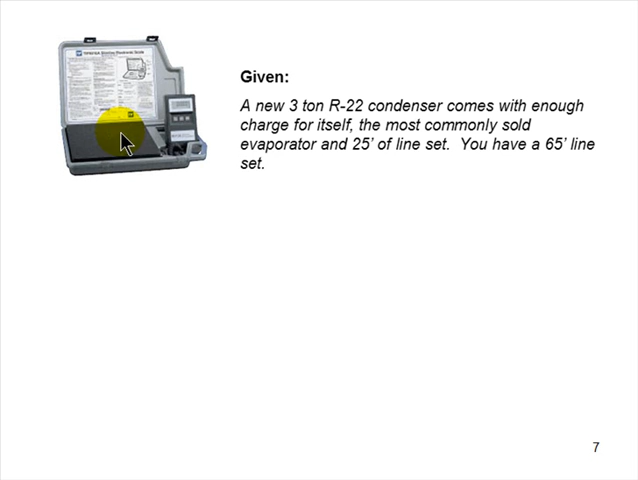 Given:
A new 3 ton R-22 condenser comes with enough
charge for itself, the most commonly sold
evaporator and 25’ of line set.  You have a 65’ line
set.
7